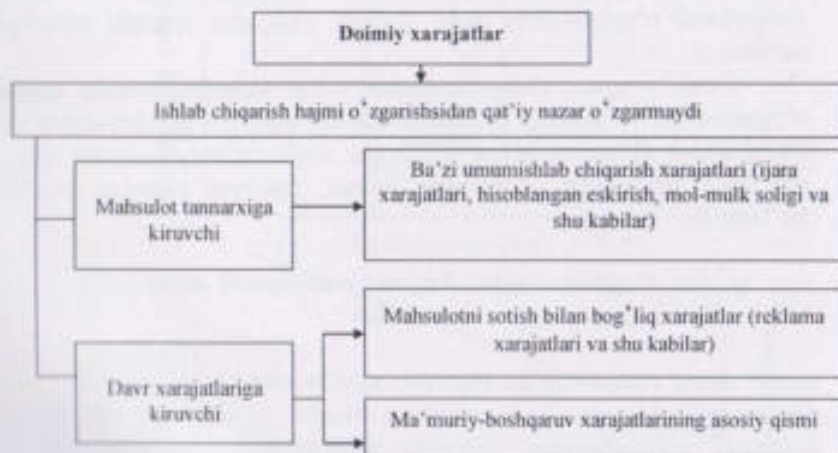 Doimiy xarajatlar
Ishlab chiqarish hajmi o‘zgarishsidan qat’iy nazar o‘zgarmaydi
Mahsulot tannarxiga
kiruvchi
Ba’zi umumishlab chiqarish xarajatlari (ijara
xarajatlari, hisoblangan eskirish, mol-mulk soligi va
shu kabilar)
Davr xarajatlariga
kiruvchi
Mahsulotni sotish bilan bog‘liq xarajatlar (reklama
xarajatlari va shu kabilar)
Ma’muriy-boshqaruv xarajatlarining asosiy qismi